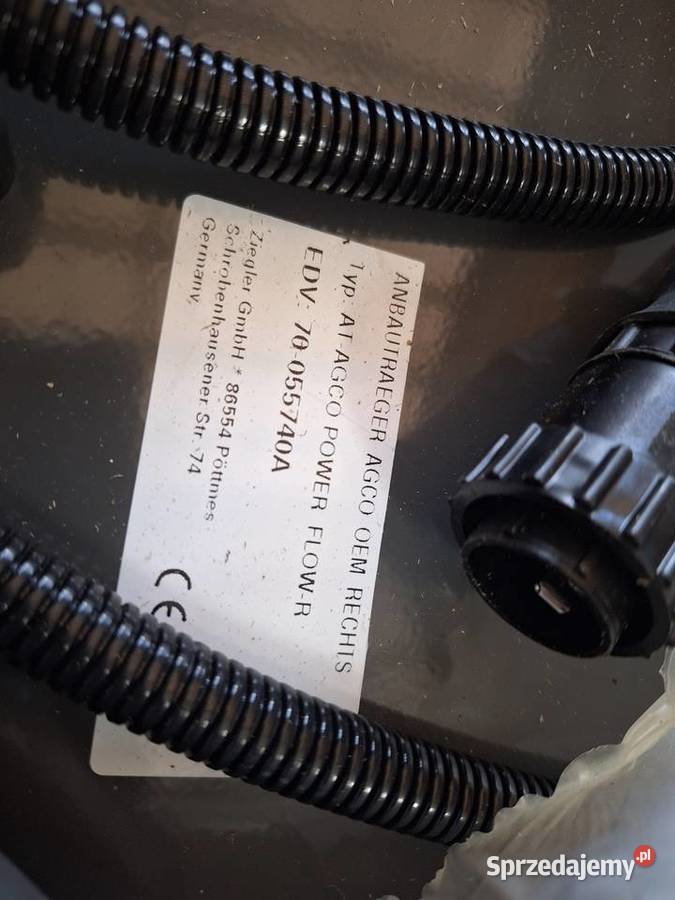 ANBAUTRAEGER AGCO OEM RECHTS
Typ: AT-AGCO POWER FLOW-R
EDV: 70-055740A
Ziegler GmbH * 86554 Pöttmes
Schrobenhausener Str. 74
Germany,
CE
Sprzedajemy.pl